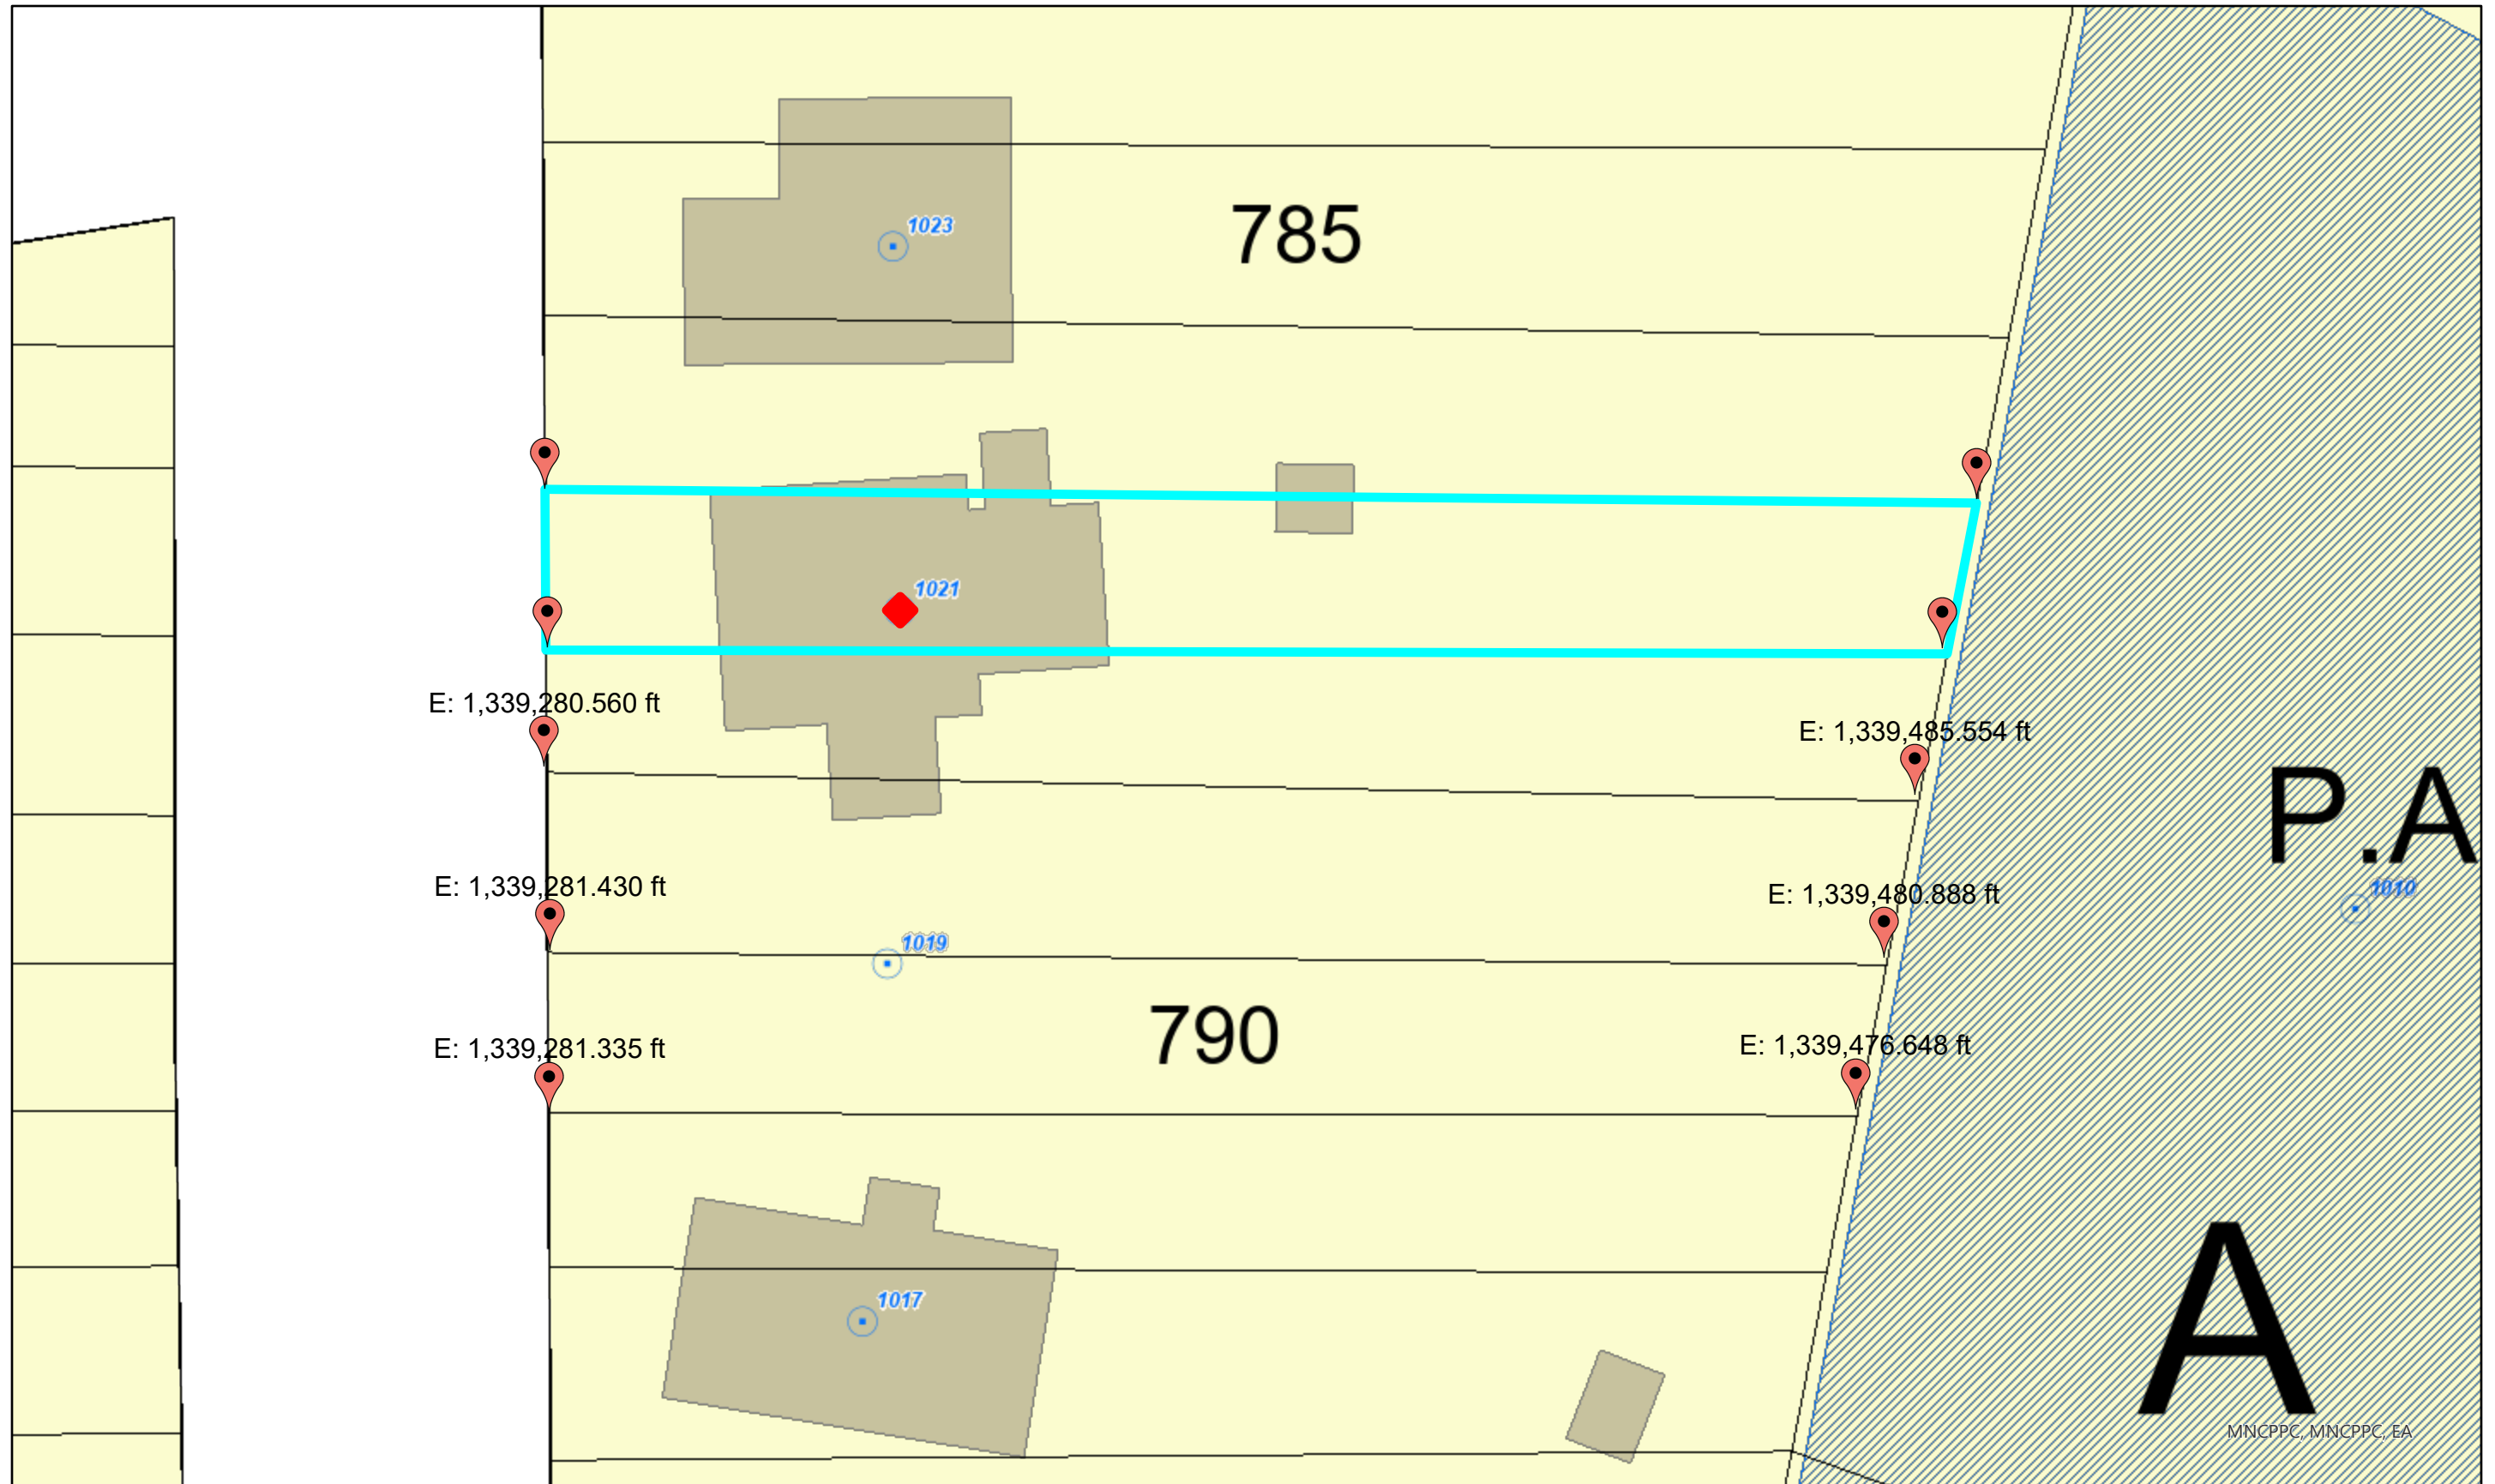 1023
785
1021
E: 1,339,280.560 ft
E: 1,339,485.554 ft
P.A
E: 1,339,281.430 ft
E: 1,339,480.888 ft
1010
1019
790
E: 1,339,281.335 ft
E: 1,339,476.648 ft
1017
A
MNCPPC, MNCPPC, EA